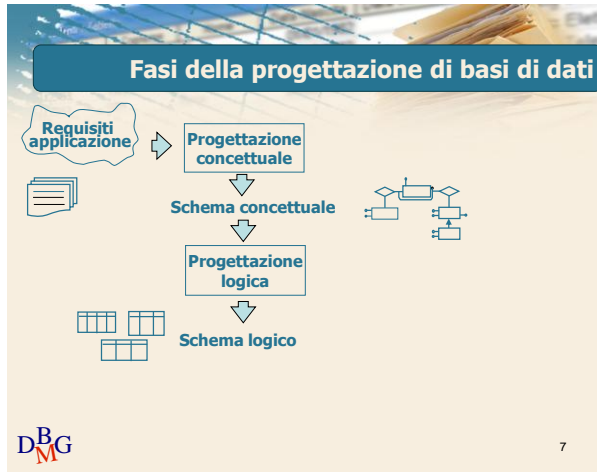 Fasi della progettazione di basi di dati
Requisiti
applicazione
Progettazione
concettuale
Schema concettuale
Progettazione
logica
Schema logico
DBMG
7